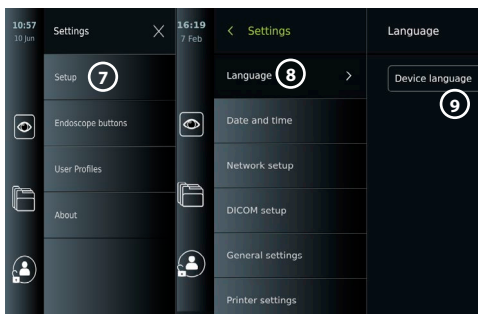 10:57
10 Jun
Settings
Setup
7
Endoscope buttons
User Profiles
About
16:19
7 Feb
Settings
Language
8
Date and time
Network setup
DICOM setup
General settings
Printer settings
Language
Device language
9